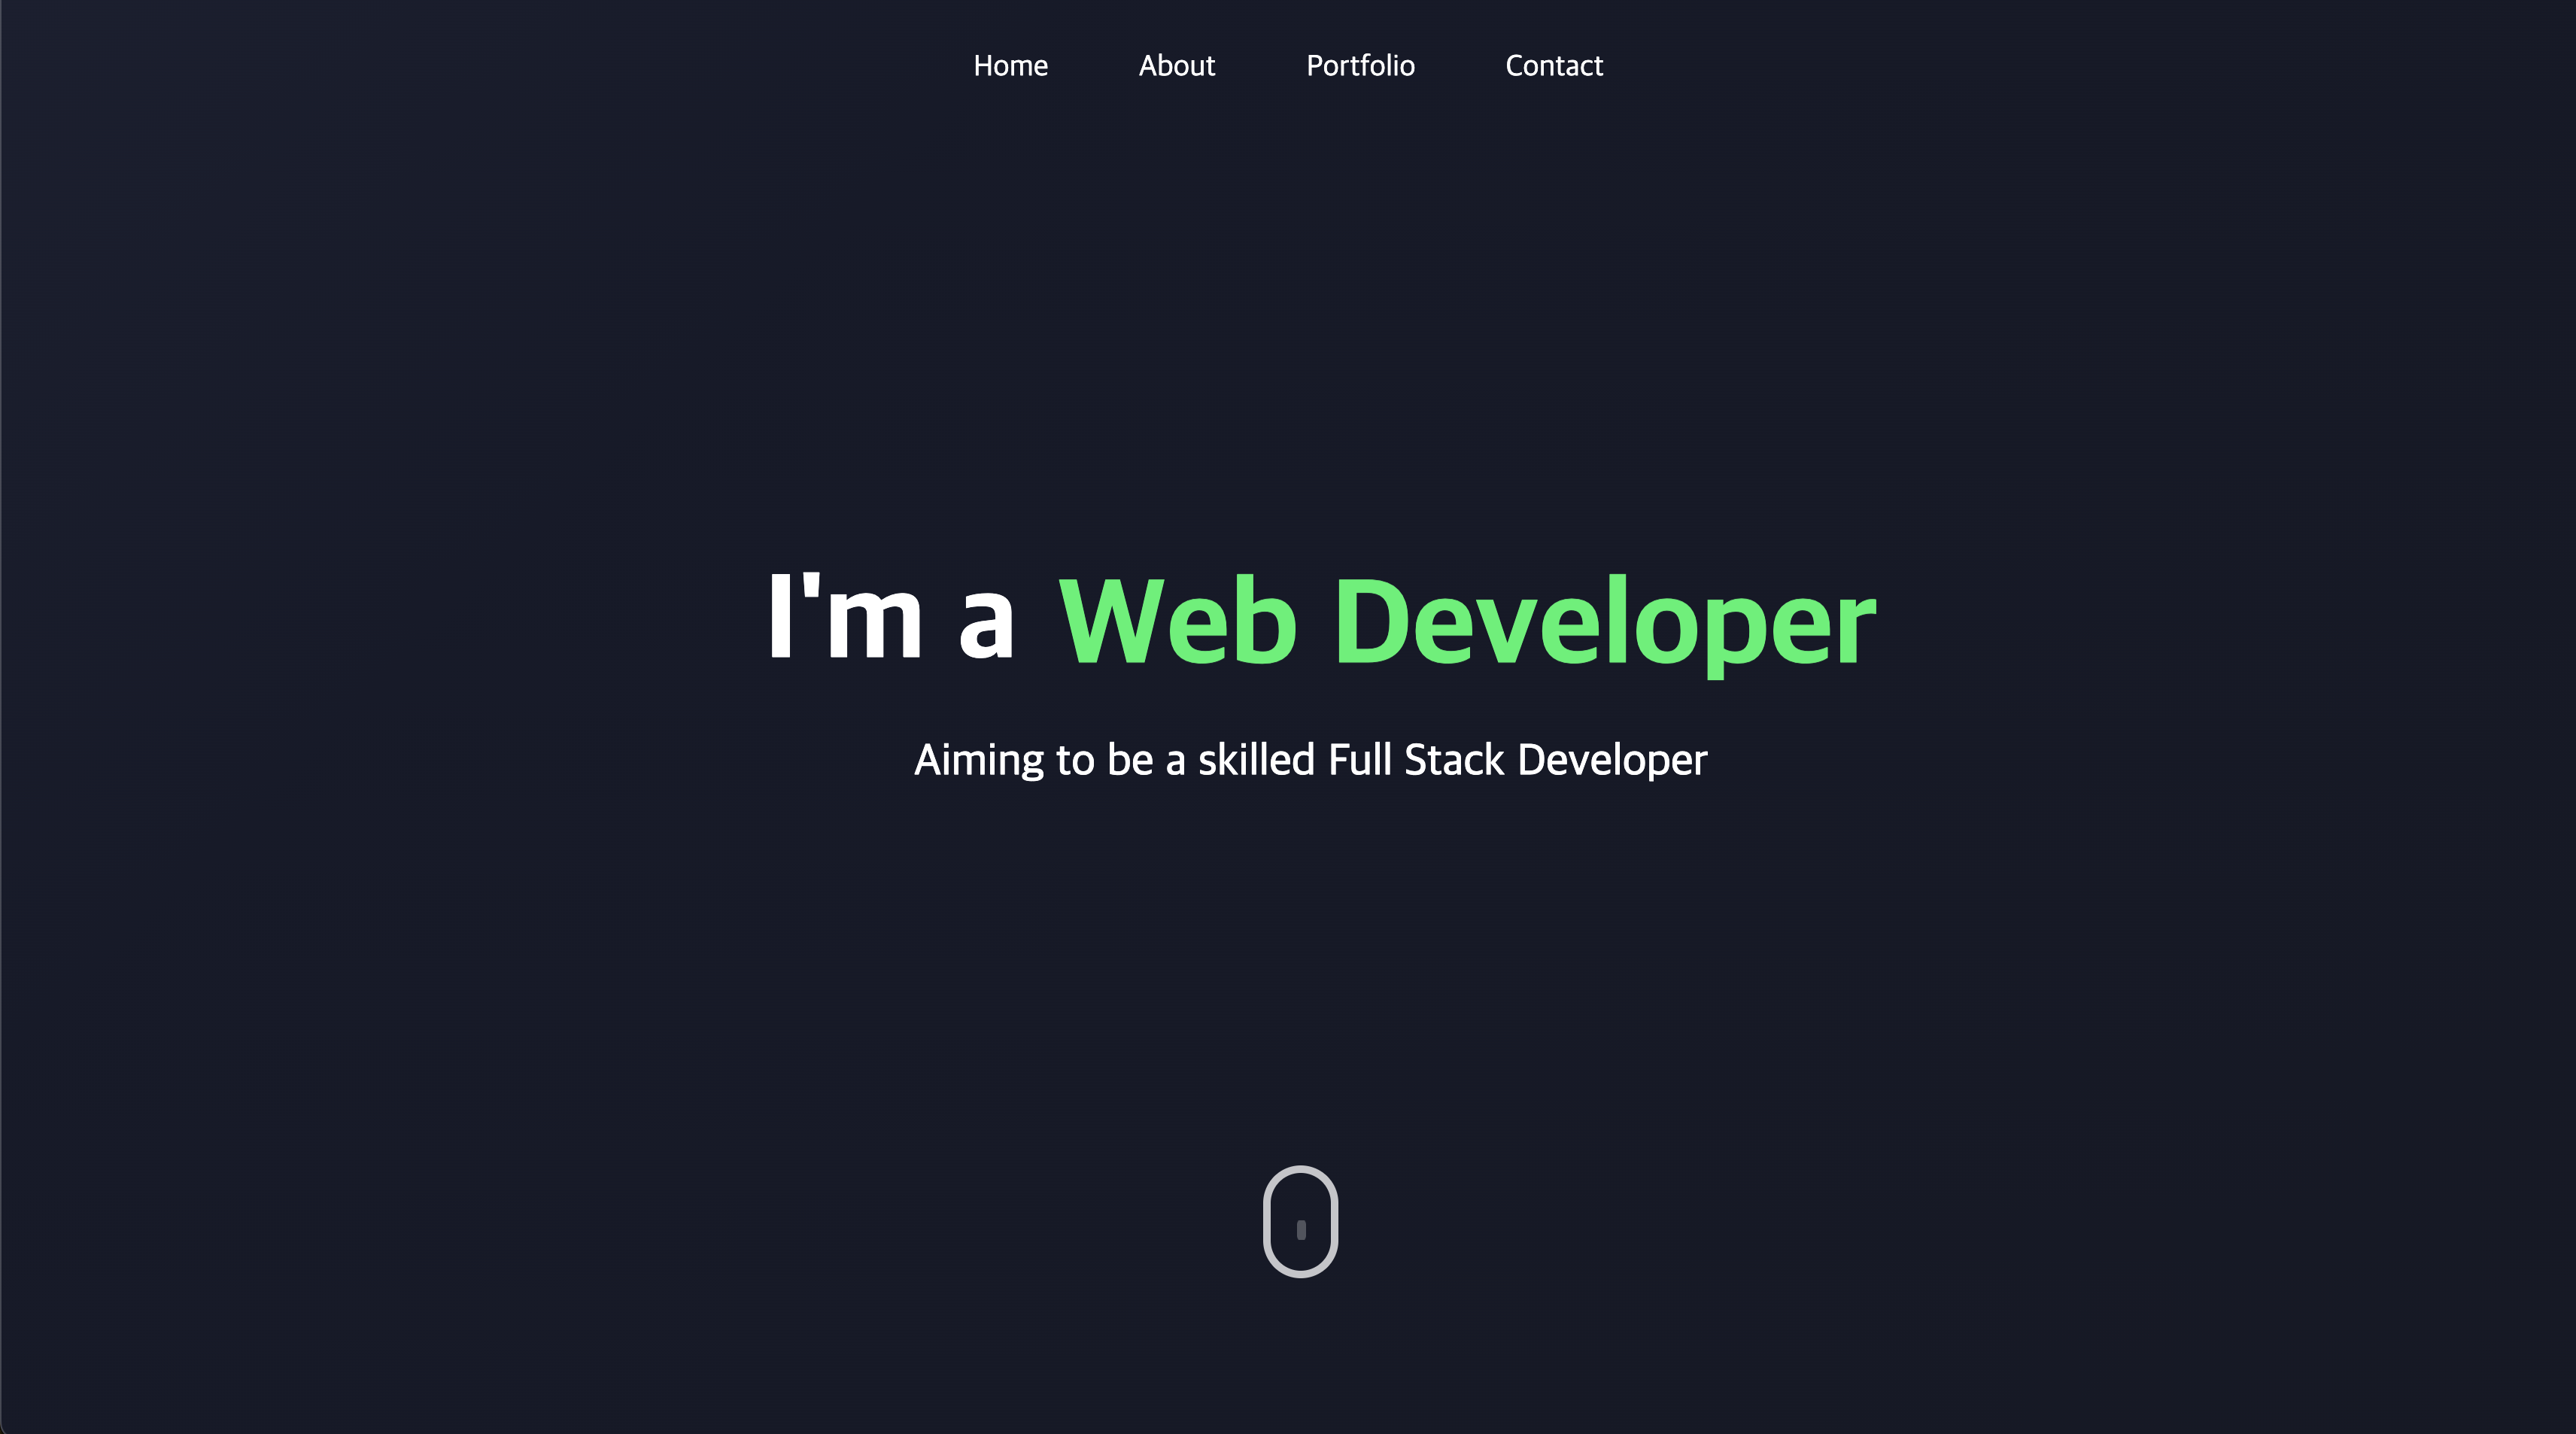 Home About Portfolio Contact
I'm a Web Developer
Aiming to be a skilled Full Stack Developer